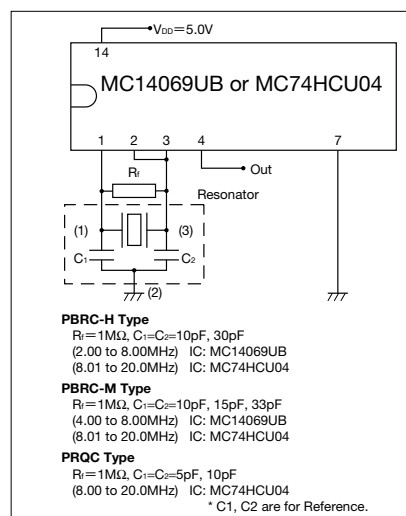 VDD=5.0V
14
MC14069UB or MC74HCU04
1 2 3 4 7
Rf
Out
Resonator
(1) (3)
C1 C2
(2)
PBRC-H Type
Rf=1MΩ, C1=C2=10pF, 30pF
(2.00 to 8.00MHz) IC: MC14069UB
(8.01 to 20.0MHz) IC: MC74HCU04
PBRC-M Type
Rf=1MΩ, C1=C2=10pF, 15pF, 33pF
(4.00 to 8.00MHz) IC: MC14069UB
(8.01 to 20.0MHz) IC: MC74HCU04
PRQC Type
Rf=1MΩ, C1=C2=5pF, 10pF
(8.00 to 20.0MHz) IC: MC74HCU04
* C1, C2 are for Reference.